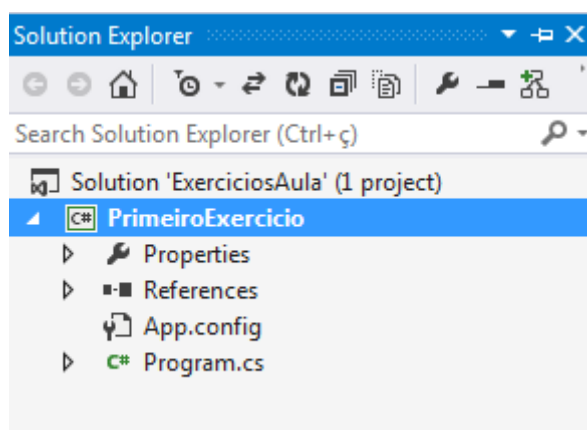 Solution Explorer
Search Solution Explorer (Ctrl+ç)
Solution 'ExerciciosAula' (1 project)
C# PrimeiroExercicio
Properties
References
App.config
C# Program.cs